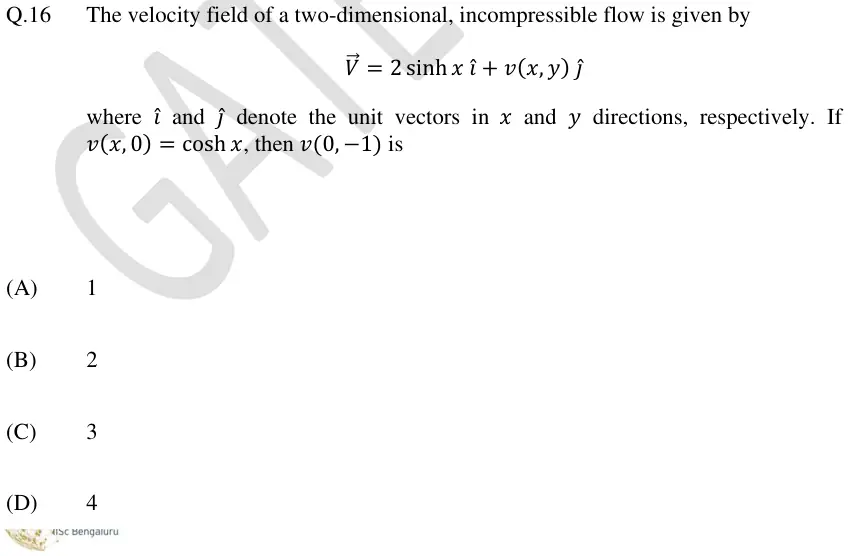 Q.16 The velocity field of a two-dimensional, incompressible flow is given by
V⃗ = 2 sinh x î + v(x, y) ĵ
where î and ĵ denote the unit vectors in x and y directions, respectively. If
v(x, 0) = cosh x, then v(0, −1) is
(A) 1
(B) 2
(C) 3
(D) 4
IISc Bengaluru
GATE